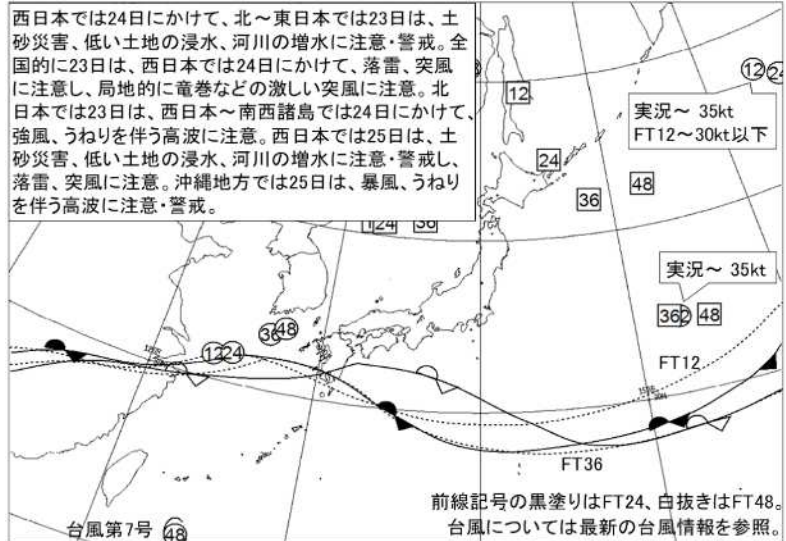 西日本では24日にかけて、北～東日本では23日は、土
砂災害、低い土地の浸水、河川の増水に注意・警戒。全
国的に23日は、西日本では24日にかけて、落雷、突風
に注意し、局地的に竜巻などの激しい突風に注意。北
日本では23日は、西日本～南西諸島では24日にかけて、
強風、うねりを伴う高波に注意。西日本では25日は、土
砂災害、低い土地の浸水、河川の増水に注意・警戒し、
落雷、突風に注意。沖縄地方では25日は、暴風、うねり
を伴う高波に注意・警戒。
12
12
24
実況～ 35kt
FT12～30kt以下
24
36
48
24
36
実況～ 35kt
36
48
36
48
12
24
FT12
FT36
前線記号の黒塗りはFT24、白抜きはFT48。
台風については最新の台風情報を参照。
台風第7号
48